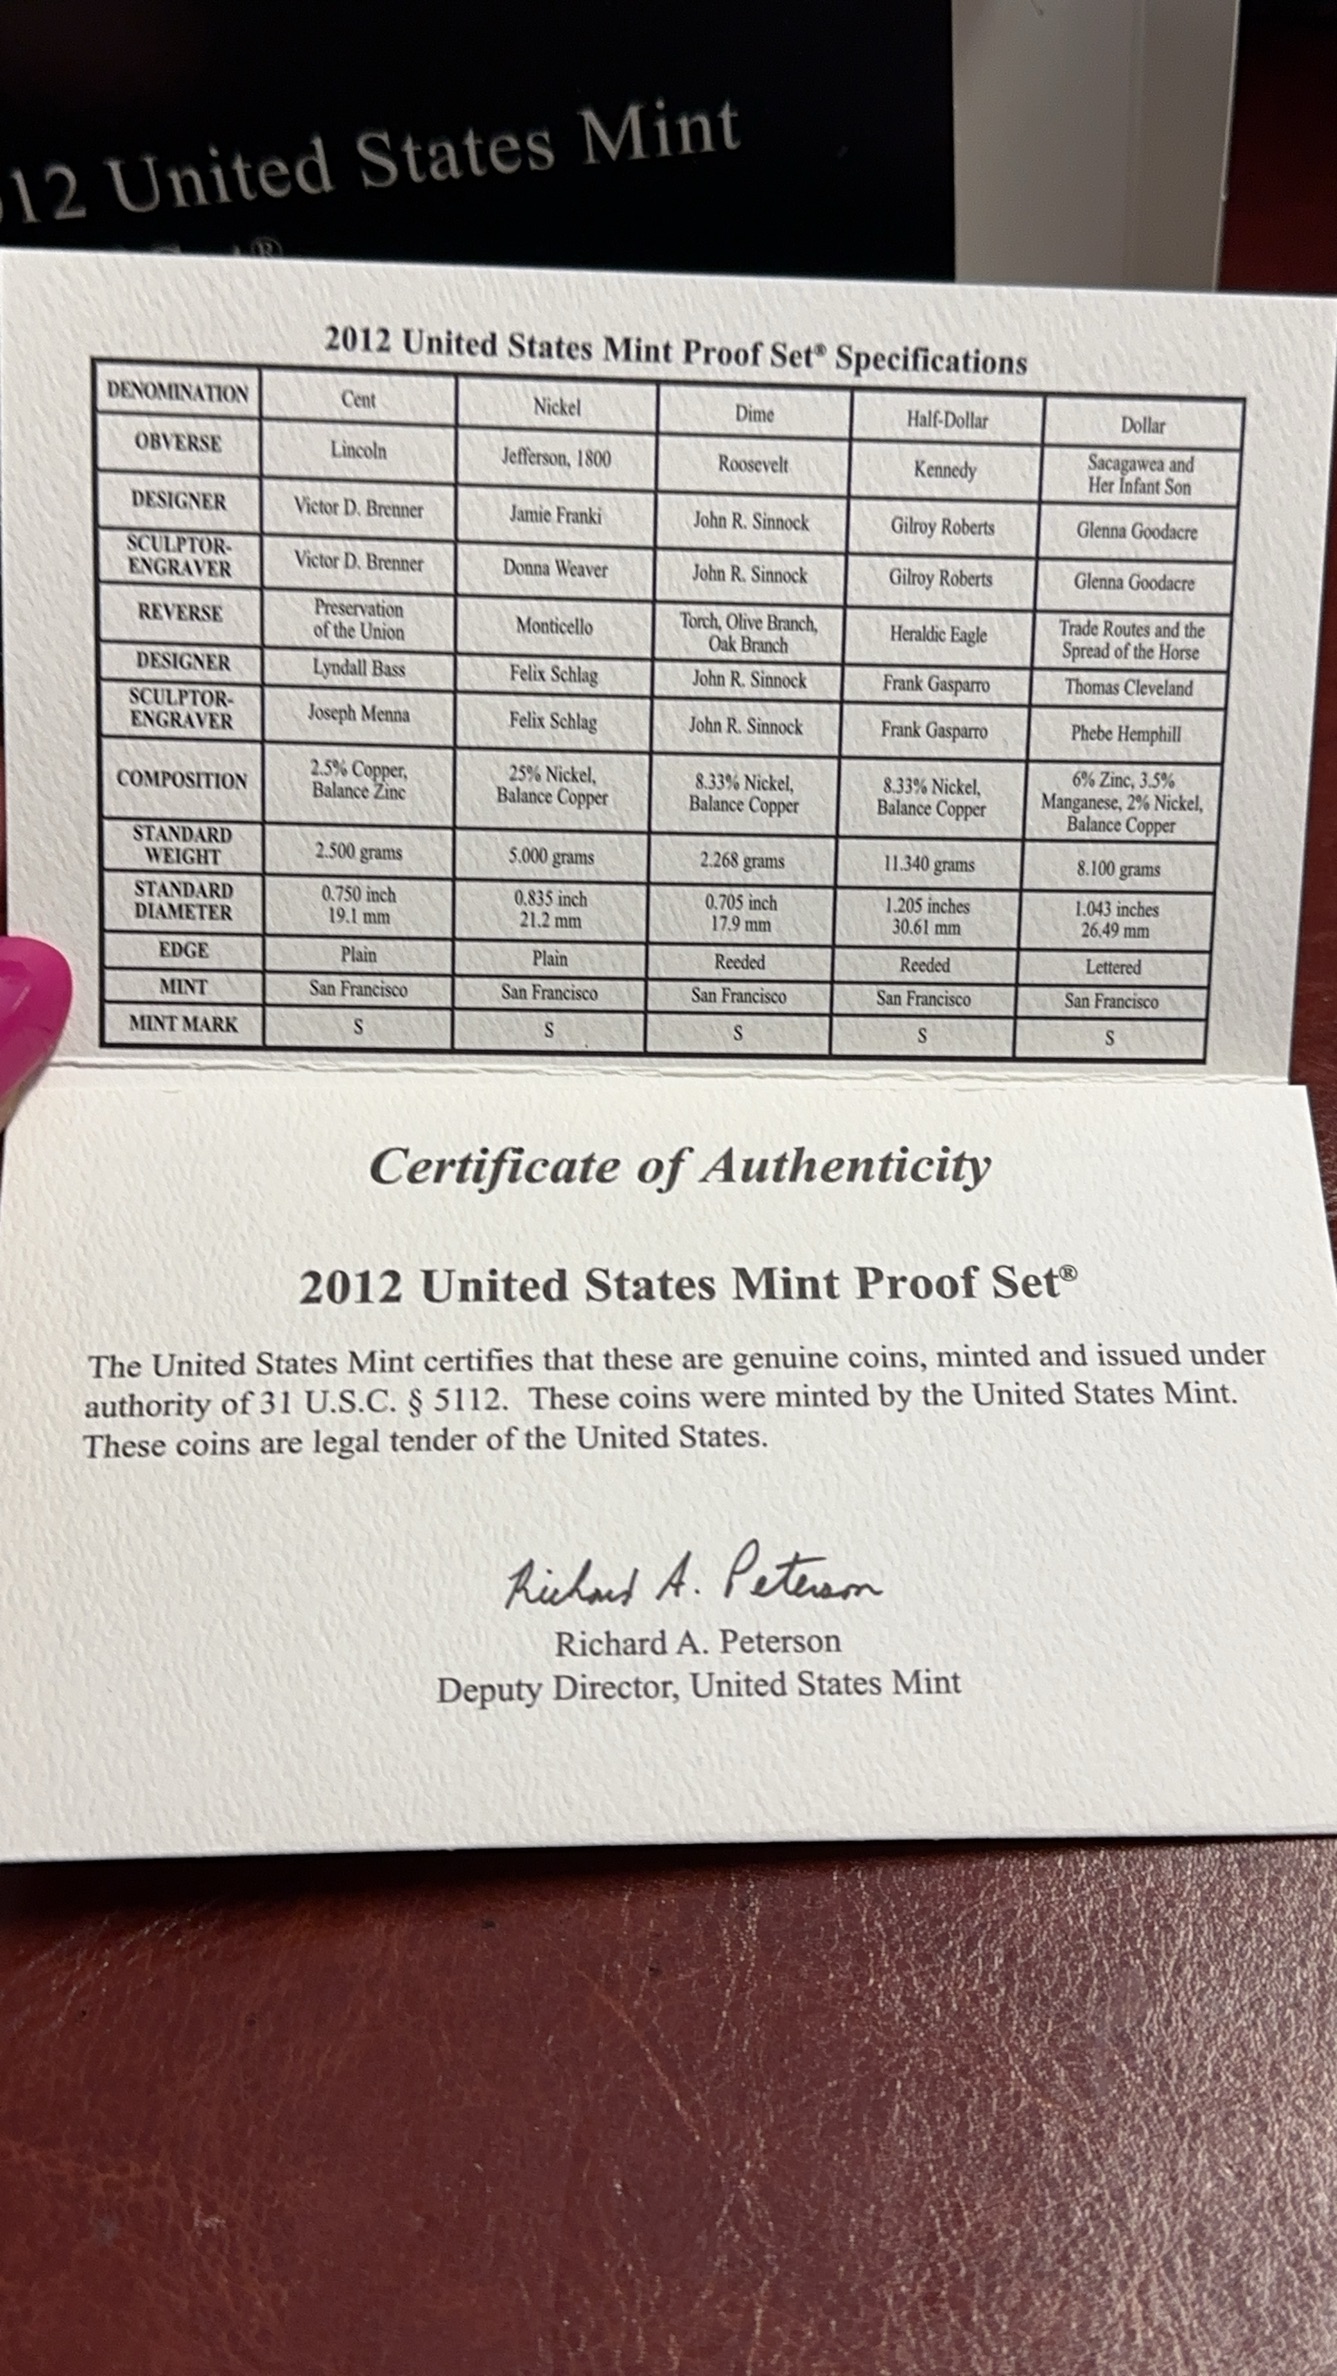 12 United States Mint
®
2012 United States Mint Proof Set® Specifications
DENOMINATION Cent Nickel Dime Half-Dollar Dollar
OBVERSE Lincoln Jefferson, 1800 Roosevelt Kennedy Sacagawea and
Her Infant Son
DESIGNER Victor D. Brenner Jamie Franki John R. Sinnock Gilroy Roberts Glenna Goodacre
SCULPTOR-
ENGRAVER Victor D. Brenner Donna Weaver John R. Sinnock Gilroy Roberts Glenna Goodacre
REVERSE Preservation Monticello Torch, Olive Branch, Heraldic Eagle Trade Routes and the
of the Union Oak Branch Spread of the Horse
DESIGNER Lyndall Bass Felix Schlag John R. Sinnock Frank Gasparro Thomas Cleveland
SCULPTOR-
ENGRAVER Joseph Menna Felix Schlag John R. Sinnock Frank Gasparro Phebe Hemphill
COMPOSITION 2.5% Copper, 25% Nickel, 8.33% Nickel, 8.33% Nickel, 6% Zinc, 3.5%
Balance Zinc Balance Copper Balance Copper Balance Copper Manganese, 2% Nickel,
Balance Copper
STANDARD
WEIGHT 2.500 grams 5.000 grams 2.268 grams 11.340 grams 8.100 grams
STANDARD 0.750 inch 0.835 inch 0.705 inch 1.205 inches 1.043 inches
DIAMETER 19.1 mm 21.2 mm 17.9 mm 30.61 mm 26.49 mm
EDGE Plain Plain Reeded Reeded Lettered
MINT San Francisco San Francisco San Francisco San Francisco San Francisco
MINT MARK S S S S S
Certificate of Authenticity
2012 United States Mint Proof Set®
The United States Mint certifies that these are genuine coins, minted and issued under
authority of 31 U.S.C. § 5112. These coins were minted by the United States Mint.
These coins are legal tender of the United States.
Richard A. Peterson
Richard A. Peterson
Deputy Director, United States Mint